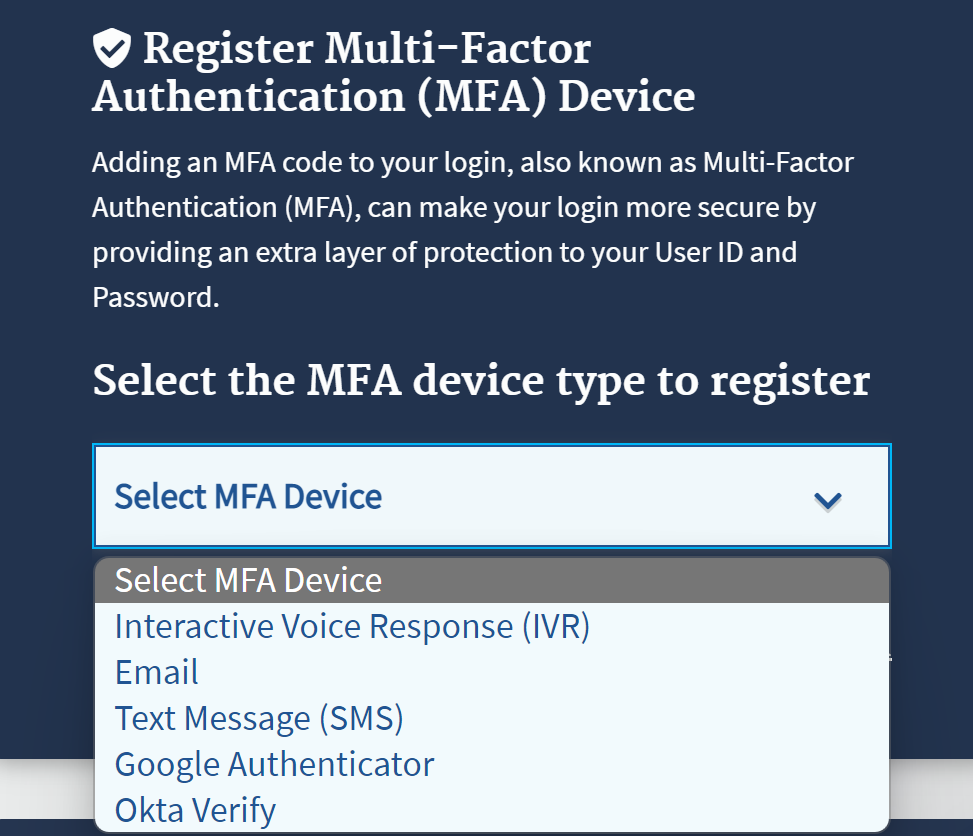 Register Multi-Factor
Authentication (MFA) Device
Adding an MFA code to your login, also known as Multi-Factor
Authentication (MFA), can make your login more secure by
providing an extra layer of protection to your User ID and
Password.
Select the MFA device type to register
Select MFA Device
Select MFA Device
Interactive Voice Response (IVR)
Email
Text Message (SMS)
Google Authenticator
Okta Verify